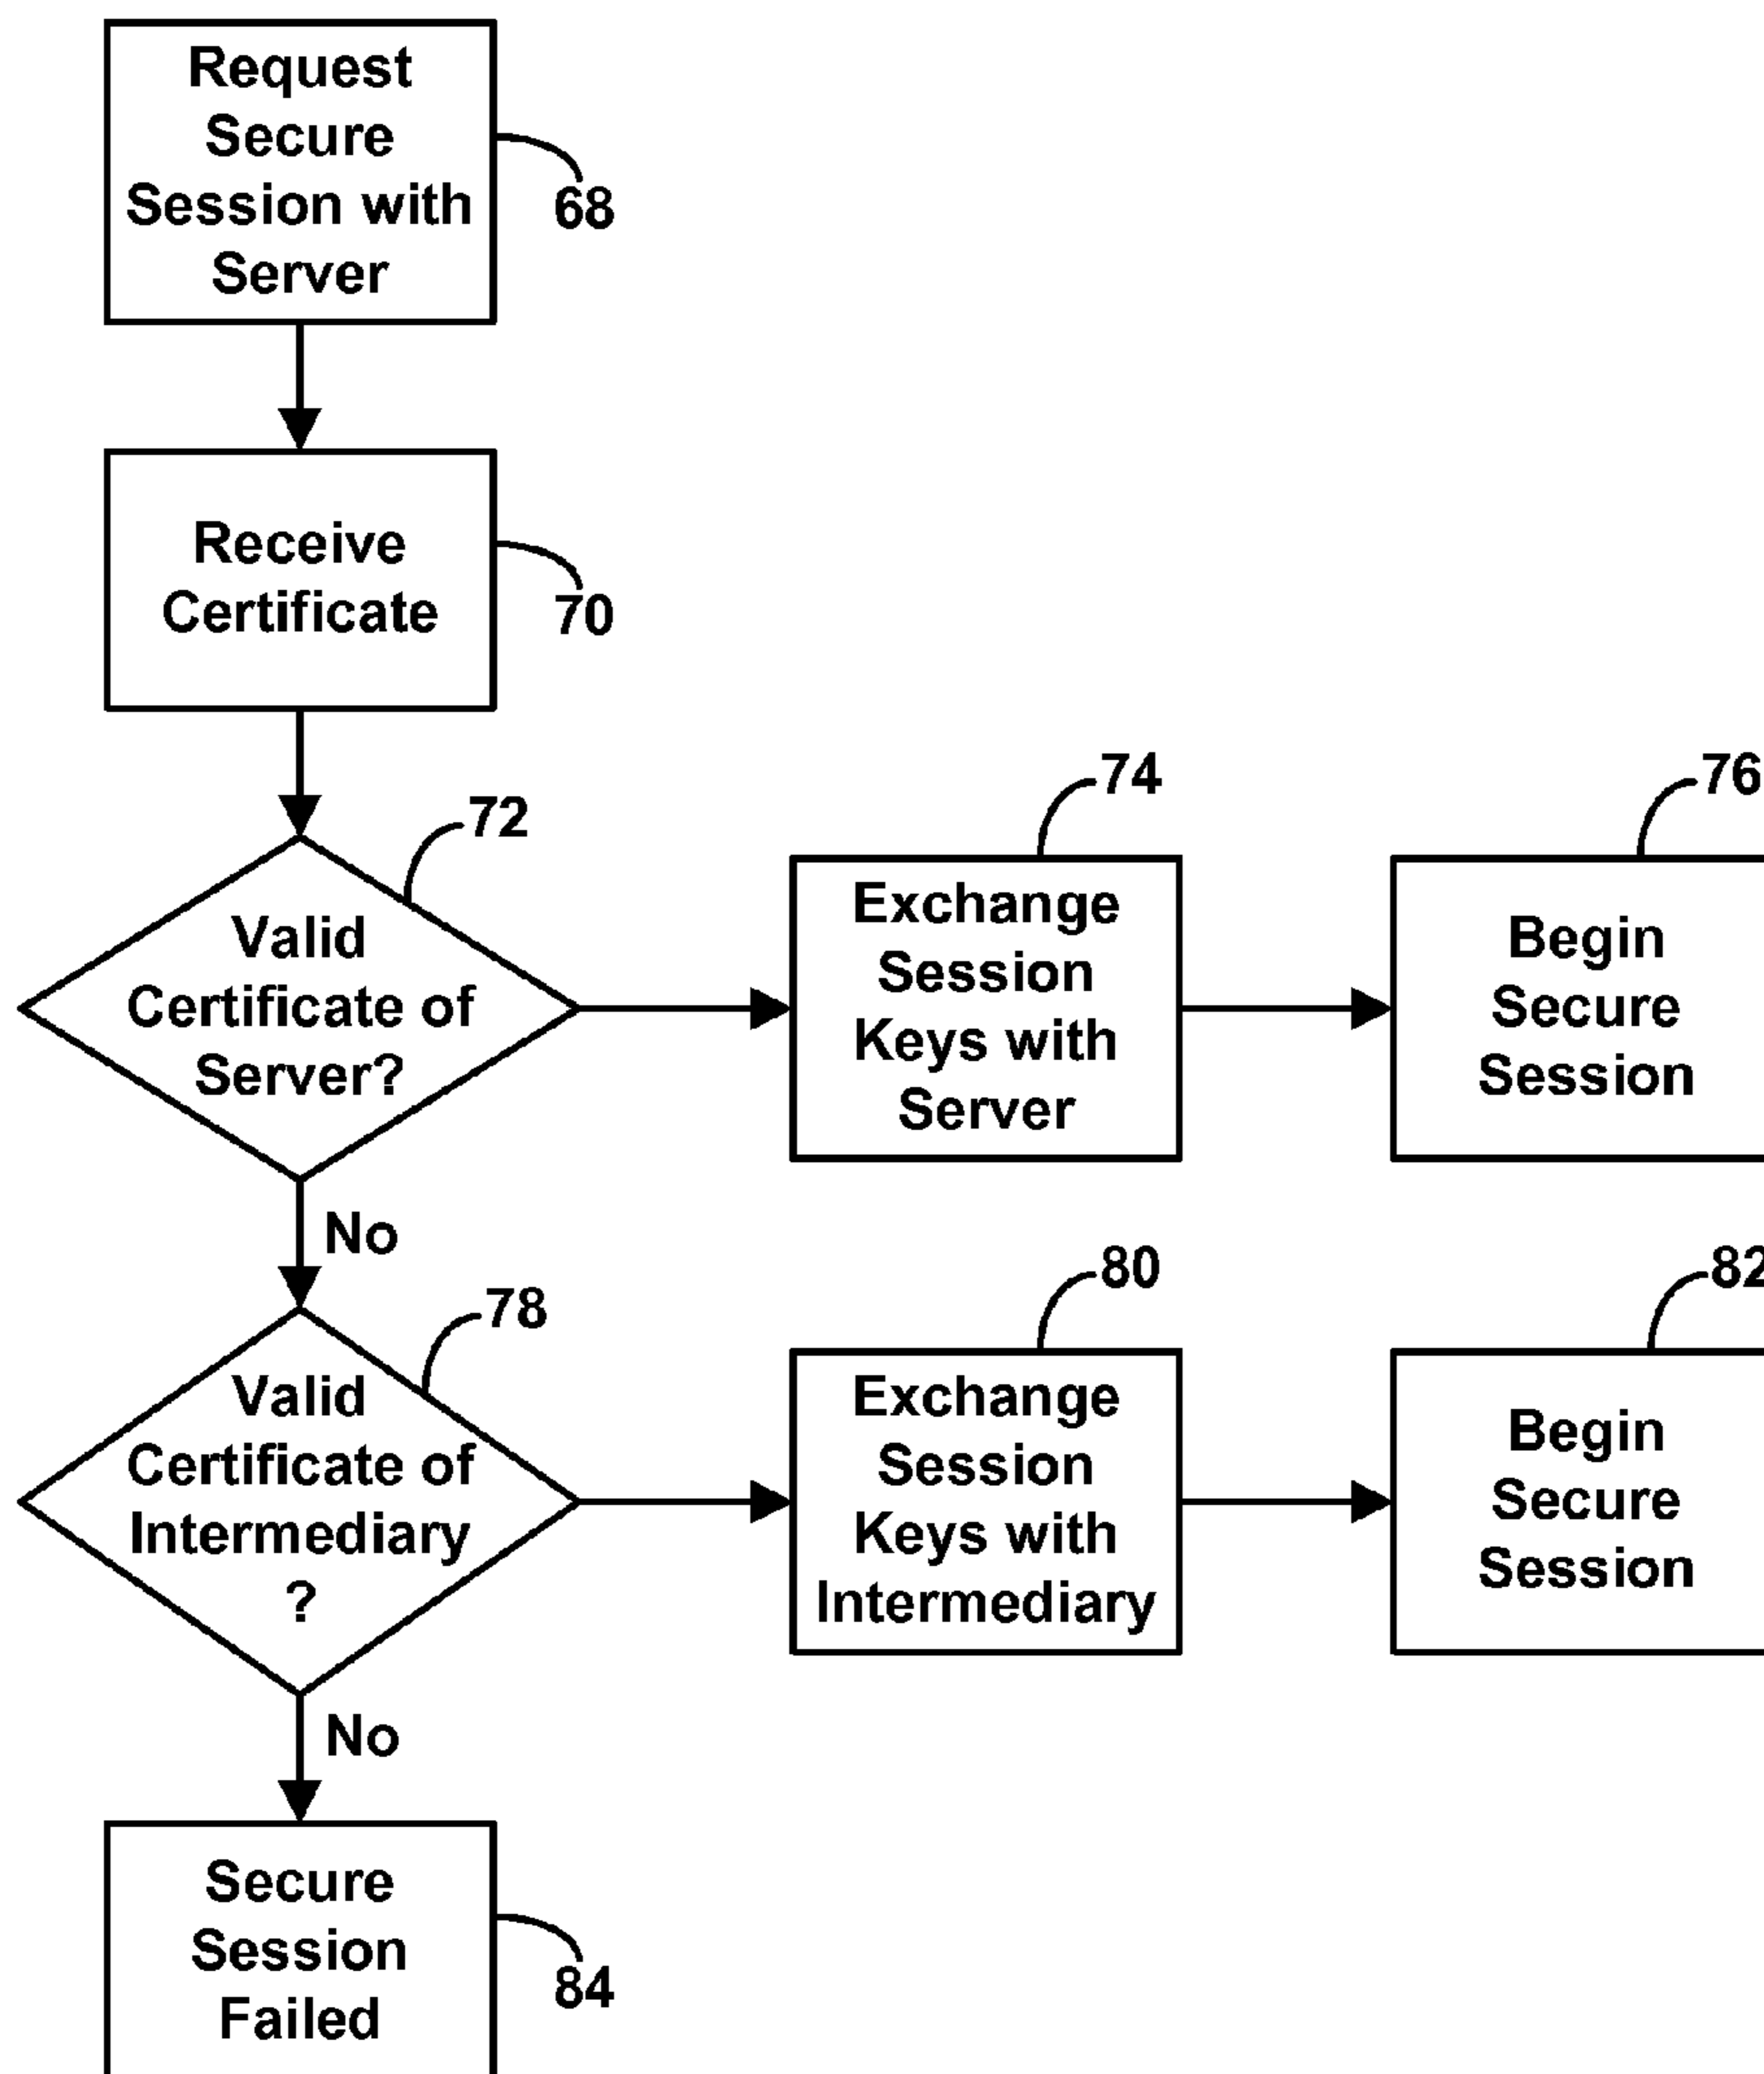 Request
Secure
Session with
Server
68
Receive
Certificate
70
72
Valid
Certificate of
Server?
74
Exchange
Session
Keys with
Server
76
Begin
Secure
Session
No
78
Valid
Certificate of
Intermediary
?
80
Exchange
Session
Keys with
Intermediary
82
Begin
Secure
Session
No
Secure
Session
Failed
84